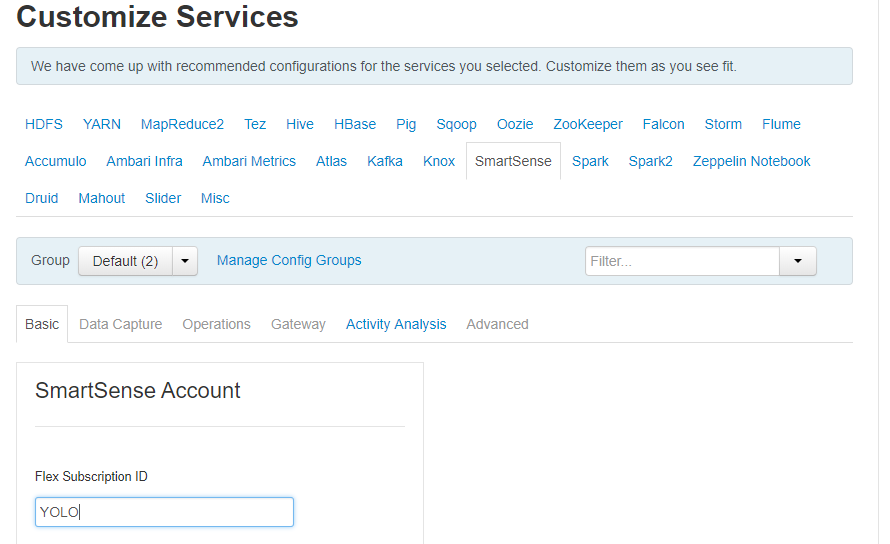 Customize Services
We have come up with recommended configurations for the services you selected. Customize them as you see fit.
HDFS YARN MapReduce2 Tez Hive HBase Pig Sqoop Oozie ZooKeeper Falcon Storm Flume
Accumulo Ambari Infra Ambari Metrics Atlas Kafka Knox SmartSense Spark Spark2 Zeppelin Notebook
Druid Mahout Slider Misc
Group Default (2) Manage Config Groups Filter...
Basic Data Capture Operations Gateway Activity Analysis Advanced
SmartSense Account
Flex Subscription ID
YOLO